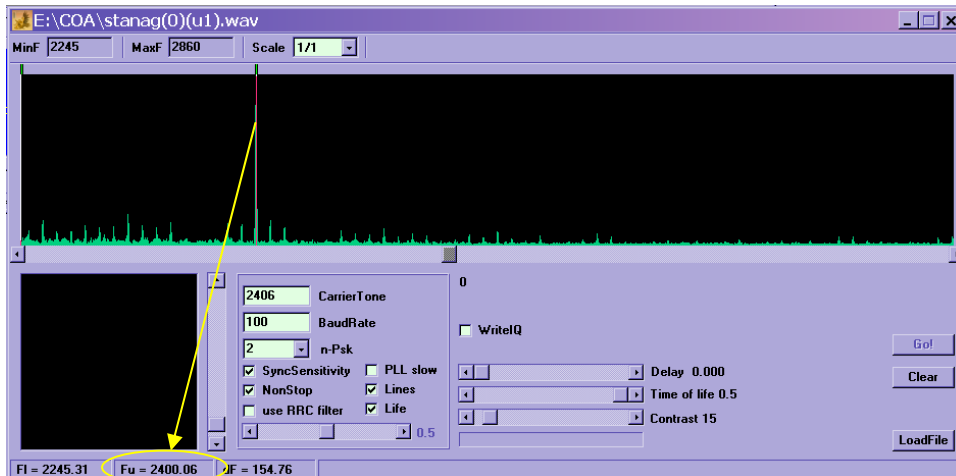 E:\COA\stanag(0)(u1).wav
MinF 2245 MaxF 2860 Scale 1/1
0
2406 CarrierTone
100 BaudRate
WriteIQ
2 n-Psk
Go!
SyncSensitivity PLL slow
Delay 0.000
Clear
NonStop Lines
Time of life 0.5
use RRC filter Life
Contrast 15
0.5
LoadFile
Fl = 2245.31 Fu = 2400.06 = 154.76